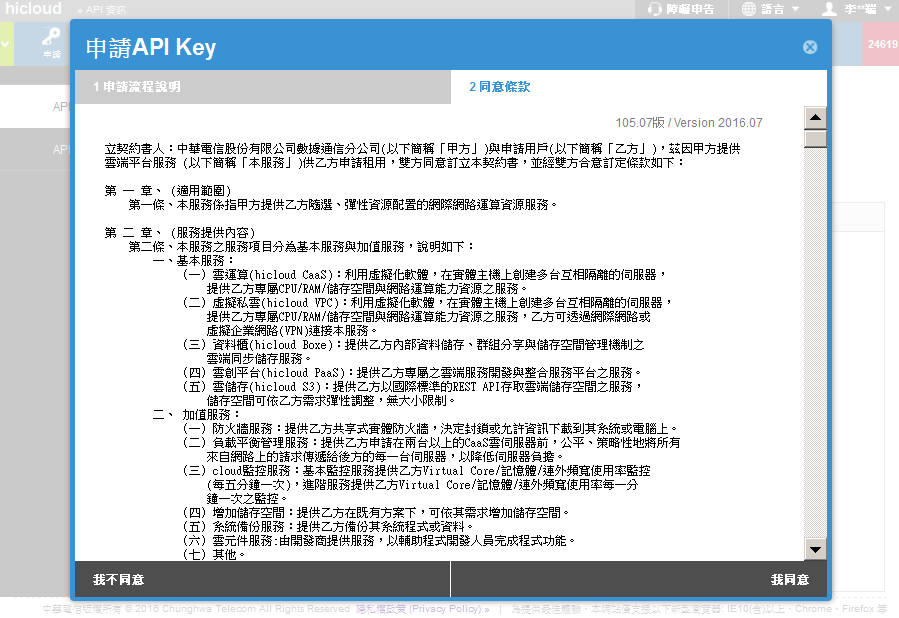 hicloud » API 資訊 障礙申告 語言 李**瑞
申請
24619
申請API Key
API
API
1 申請流程說明 2 同意條款
105.07版 / Version 2016.07
立契約書人：中華電信股份有限公司數據通信分公司(以下簡稱「甲方」)與申請用戶(以下簡稱「乙方」)，茲因甲方提供
雲端平台服務 (以下簡稱「本服務」)供乙方申請租用，雙方同意訂立本契約書，並經雙方合意訂定條款如下：
第 一 章、 (適用範圍)
第一條、本服務係指甲方提供乙方隨選、彈性資源配置的網際網路運算資源服務。
第 二 章、 (服務提供內容)
第二條、本服務之服務項目分為基本服務與加值服務，說明如下：
一、基本服務：
(一) 雲運算(hicloud CaaS)：利用虛擬化軟體，在實體主機上創建多台互相隔離的伺服器，
提供乙方專屬CPU/RAM/儲存空間與網路運算能力資源之服務。
(二) 虛擬私雲(hicloud VPC)：利用虛擬化軟體，在實體主機上創建多台互相隔離的伺服器，
提供乙方專屬CPU/RAM/儲存空間與網路運算能力資源之服務，乙方可透過網際網路或
虛擬企業網路(VPN)連接本服務。
(三) 資料櫃(hicloud Boxe)：提供乙方內部資料儲存、群組分享與儲存空間管理機制之
雲端同步儲存服務。
(四) 雲創平台(hicloud PaaS)：提供乙方專屬之雲端服務開發與整合服務平台之服務。
(五) 雲儲存(hicloud S3)：提供乙方以國際標準的REST API存取雲端儲存空間之服務，
儲存空間可依乙方需求彈性調整，無大小限制。
二、 加值服務：
(一) 防火牆服務：提供乙方共享式實體防火牆，決定封鎖或允許資訊下載到其系統或電腦上。
(二) 負載平衡管理服務：提供乙方申請在兩台以上的CaaS雲伺服器前，公平、策略性地將所有
來自網路上的請求傳遞給後方的每一台伺服器，以降低伺服器負擔。
(三) cloud監控服務：基本監控服務提供乙方Virtual Core/記憶體/連外頻寬使用率監控
(每五分鐘一次)，進階服務提供乙方Virtual Core/記憶體/連外頻寬使用率每一分
鐘一次之監控。
(四) 增加儲存空間：提供乙方在既有方案下，可依其需求增加儲存空間。
(五) 系統備份服務：提供乙方備份其系統程式或資料。
(六) 雲元件服務:由開發商提供服務，以輔助程式開發人員完成程式功能。
(七) 其他。
我不同意 我同意
中華電信版權所有 © 2016 Chunghwa Telecom All Rights Reserved 隱私權政策 (Privacy Policy) » | 為提供最佳體驗，本網站僅支援以下新型瀏覽器: IE10(含)以上、Chrome、Firefox 等